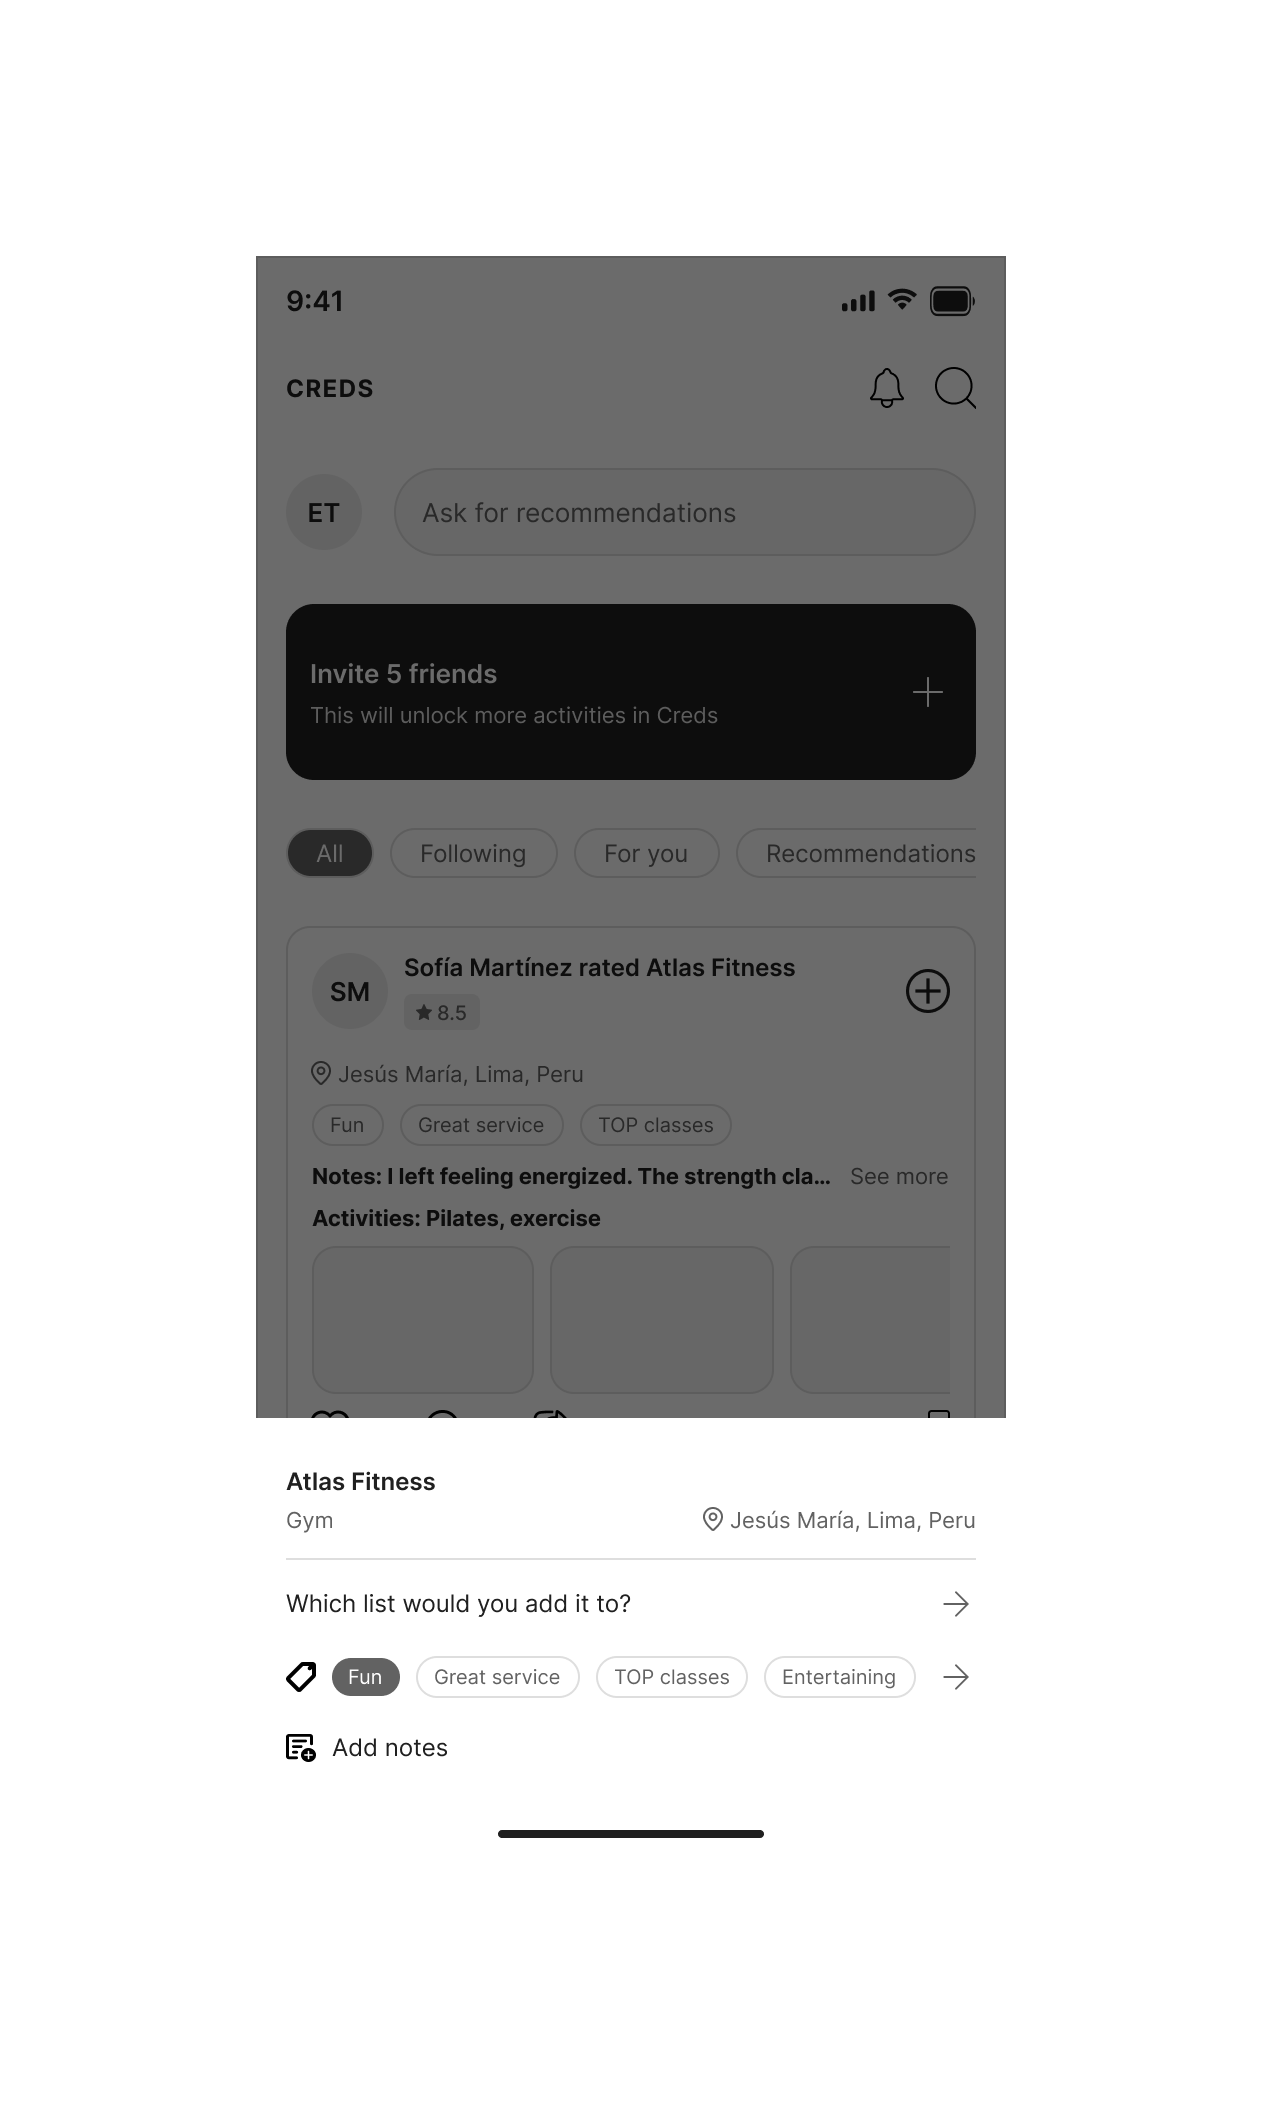 9:41
CREDS
ET
Ask for recommendations
Invite 5 friends
This will unlock more activities in Creds
All Following For you Recommendations
SM
Sofía Martínez rated Atlas Fitness
8.5
Jesús María, Lima, Peru
Fun Great service TOP classes
Notes: I left feeling energized. The strength cla... See more
Activities: Pilates, exercise
Atlas Fitness
Gym Jesús María, Lima, Peru
Which list would you add it to?
Fun Great service TOP classes Entertaining
Add notes